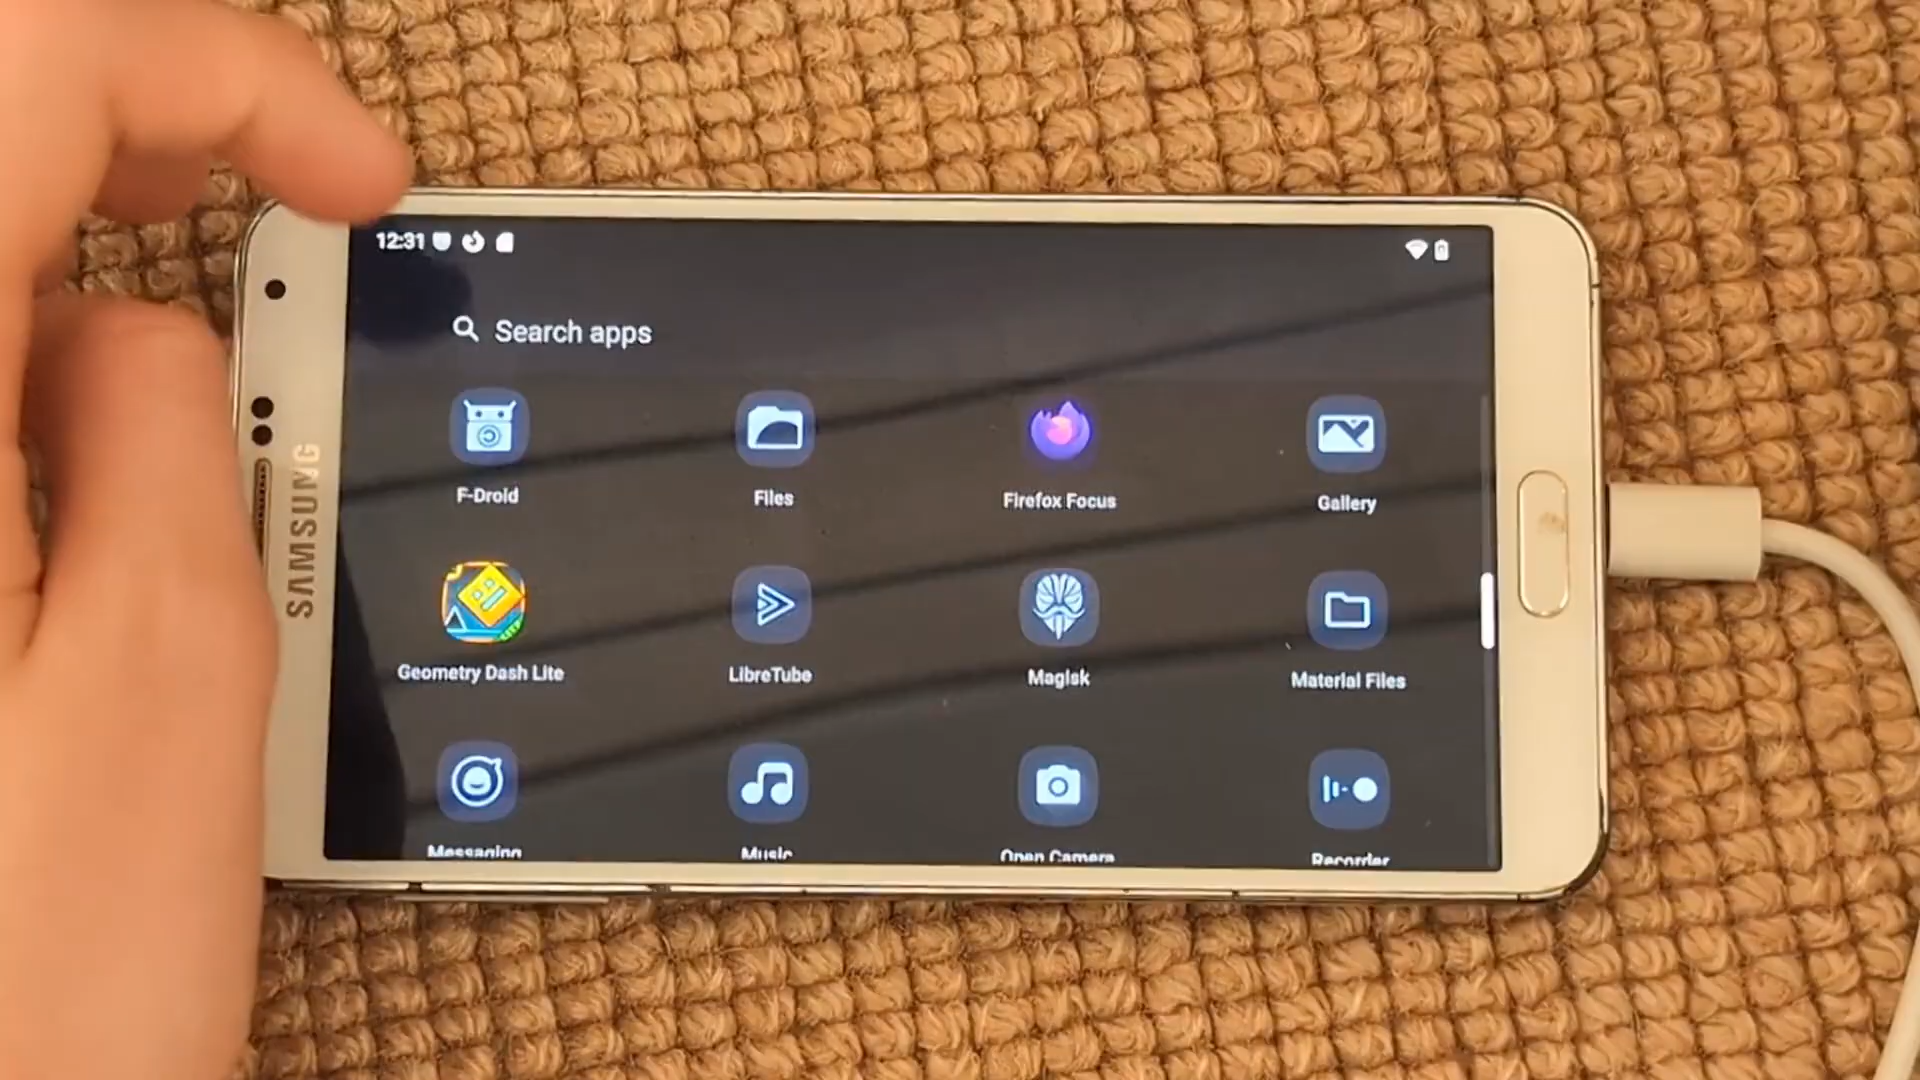 12:31
Search apps
F-Droid
Files
Firefox Focus
Gallery
Geometry Dash Lite
LibreTube
Magisk
Material Files
Messaging
Music
Open Camera
Recorder
SAMSUNG